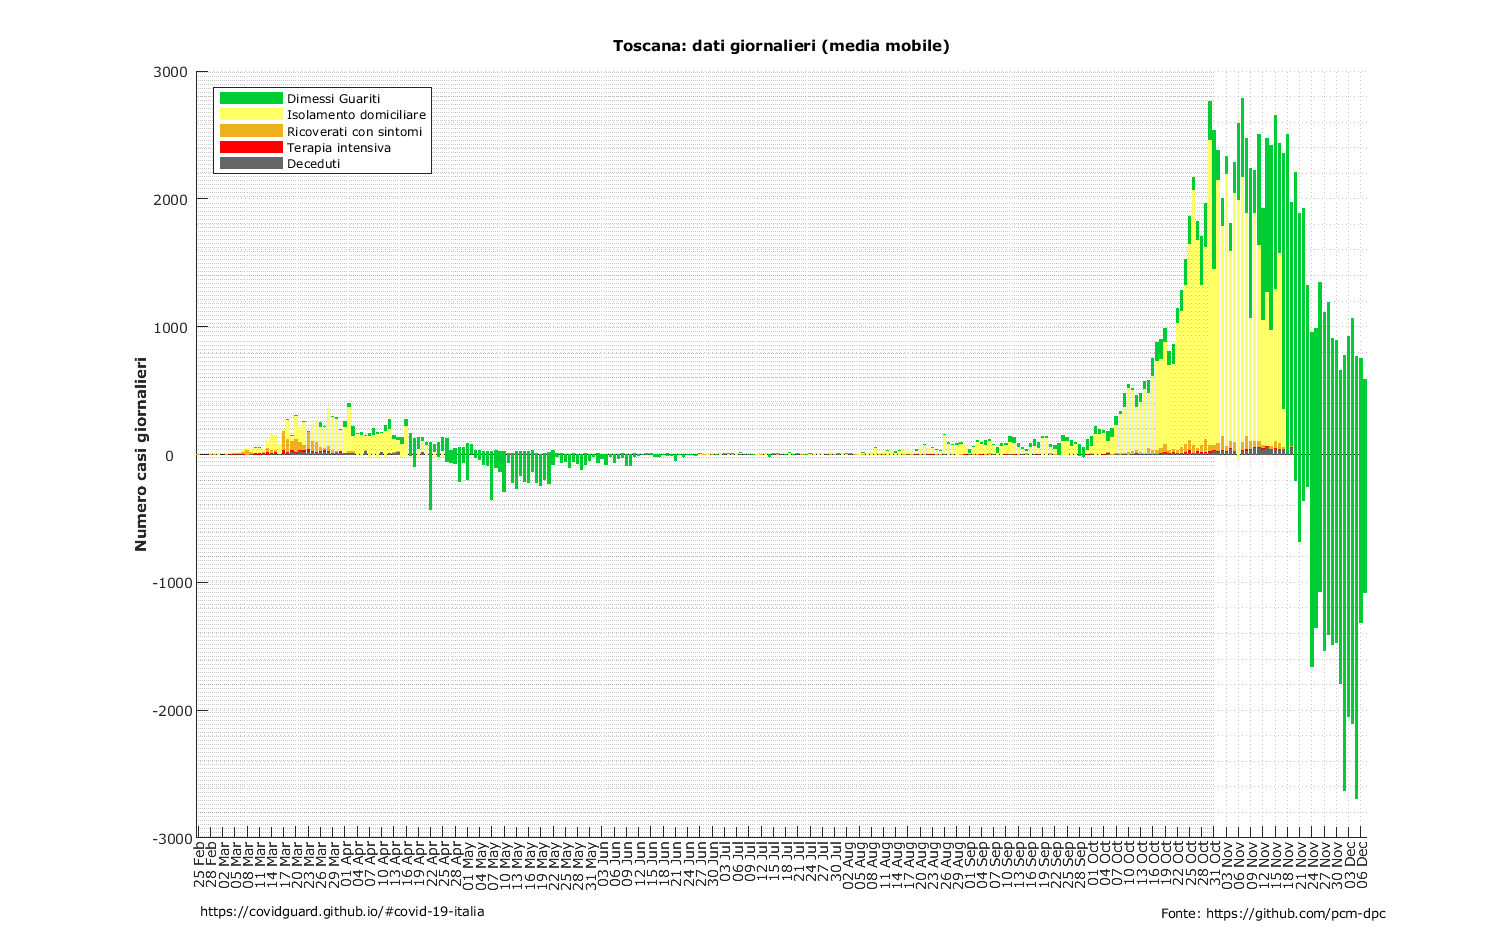 Toscana: dati giornalieri (media mobile)
Numero casi giornalieri
3000
2000
1000
0
-1000
-2000
-3000
Dimessi Guariti
Isolamento domiciliare
Ricoverati con sintomi
Terapia intensiva
Deceduti
25 Feb
28 Feb
02 Mar
05 Mar
08 Mar
11 Mar
14 Mar
17 Mar
20 Mar
23 Mar
26 Mar
29 Mar
01 Apr
04 Apr
07 Apr
10 Apr
13 Apr
16 Apr
19 Apr
22 Apr
25 Apr
28 Apr
01 May
04 May
07 May
10 May
13 May
16 May
19 May
22 May
25 May
28 May
31 May
03 Jun
06 Jun
09 Jun
12 Jun
15 Jun
18 Jun
21 Jun
24 Jun
27 Jun
30 Jun
03 Jul
06 Jul
09 Jul
12 Jul
15 Jul
18 Jul
21 Jul
24 Jul
27 Jul
30 Jul
02 Aug
05 Aug
08 Aug
11 Aug
14 Aug
17 Aug
20 Aug
23 Aug
26 Aug
29 Aug
01 Sep
04 Sep
07 Sep
10 Sep
13 Sep
16 Sep
19 Sep
22 Sep
25 Sep
28 Sep
01 Oct
04 Oct
07 Oct
10 Oct
13 Oct
16 Oct
19 Oct
22 Oct
25 Oct
28 Oct
31 Oct
03 Nov
06 Nov
09 Nov
12 Nov
15 Nov
18 Nov
21 Nov
24 Nov
27 Nov
30 Nov
03 Dec
06 Dec
https://covidguard.github.io/#covid-19-italia
Fonte: https://github.com/pcm-dpc